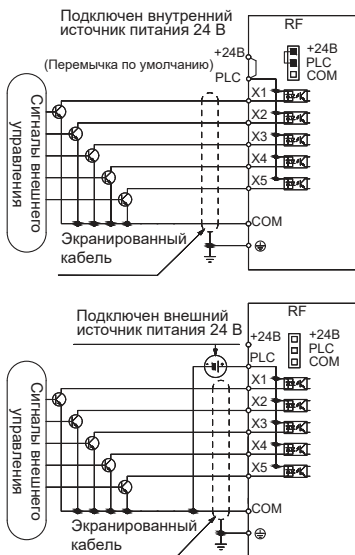 Подключен внутренний
источник питания 24 В
RF
+24В
+24В
PLC
COM
(Перемычка по умолчанию)
PLC
Сигналы внешнего
управления
X1
X2
X3
X4
X5
COM
Экранированный
кабель
Подключен внешний
источник питания 24 В
RF
+24В
+24В
PLC
COM
PLC
Сигналы внешнего
управления
X1
X2
X3
X4
X5
COM
Экранированный
кабель